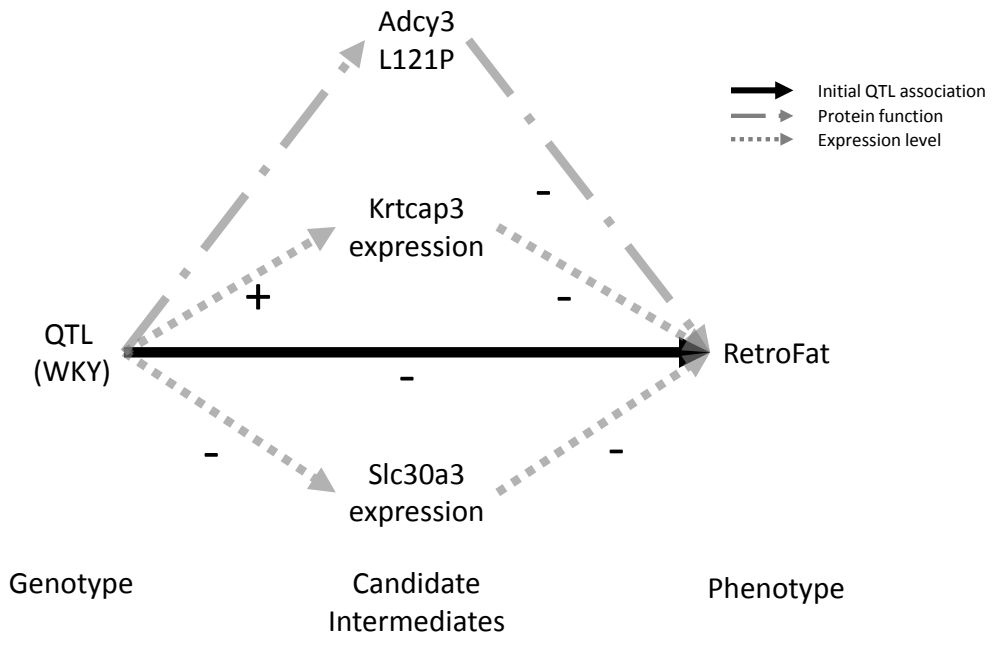 Adcy3
L121P
Initial QTL association
Protein function
Expression level
-
Krtcap3
expression
+
-
QTL
(WKY)
RetroFat
-
-
-
Slc30a3
expression
Genotype
Candidate
Intermediates
Phenotype